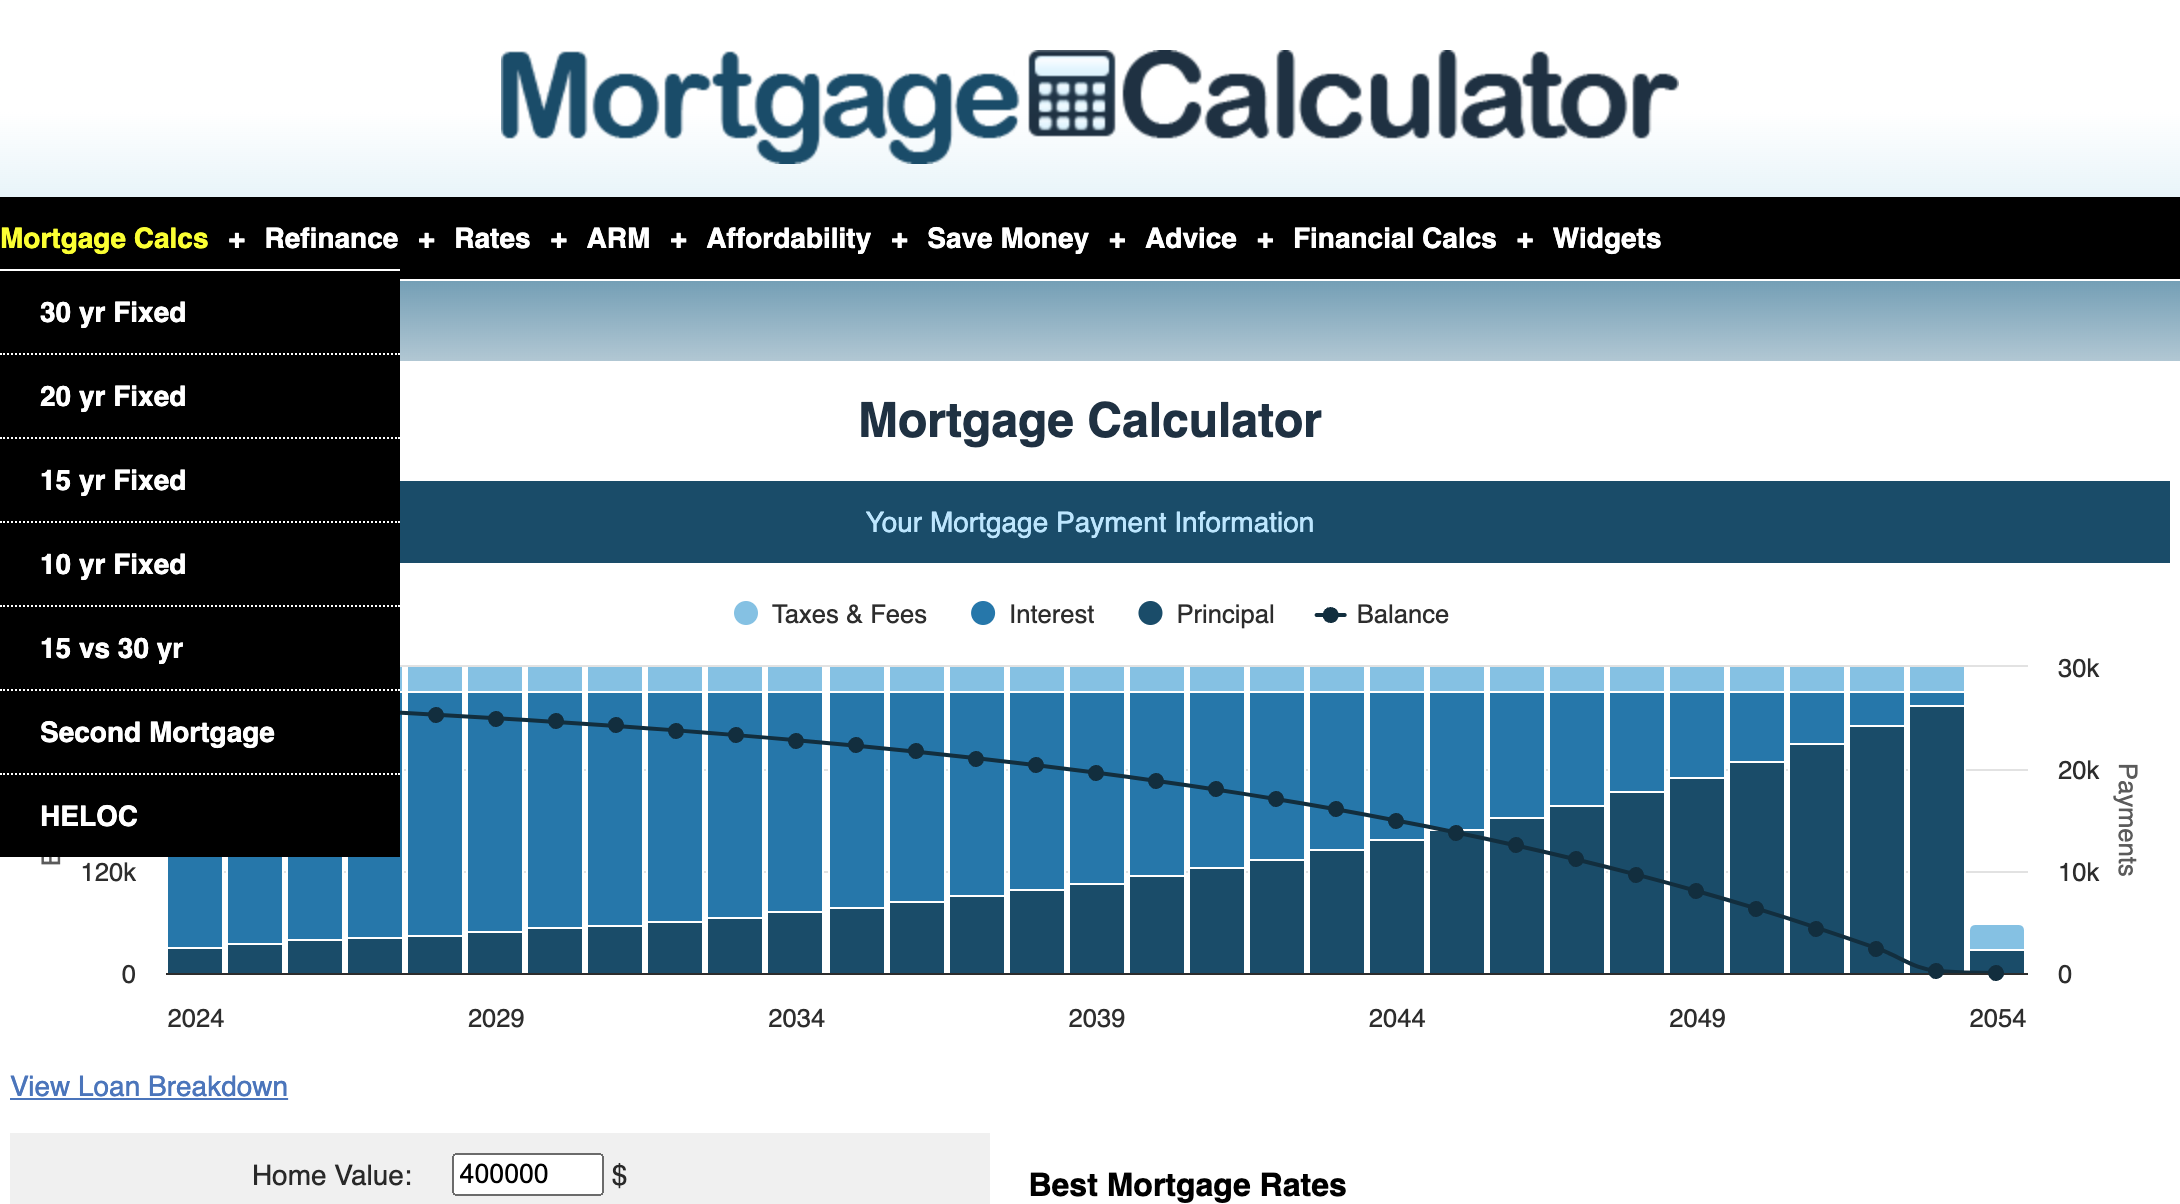 Mortgage Calculator
Mortgage Calcs + Refinance + Rates + ARM + Affordability + Save Money + Advice + Financial Calcs + Widgets
30 yr Fixed
20 yr Fixed
15 yr Fixed
10 yr Fixed
15 vs 30 yr
Second Mortgage
HELOC
Mortgage Calculator
Your Mortgage Payment Information
Taxes & Fees Interest Principal Balance
30k
20k
120k 10k
0 0
Payments
2024 2029 2034 2039 2044 2049 2054
View Loan Breakdown
Home Value: 400000 $
Best Mortgage Rates